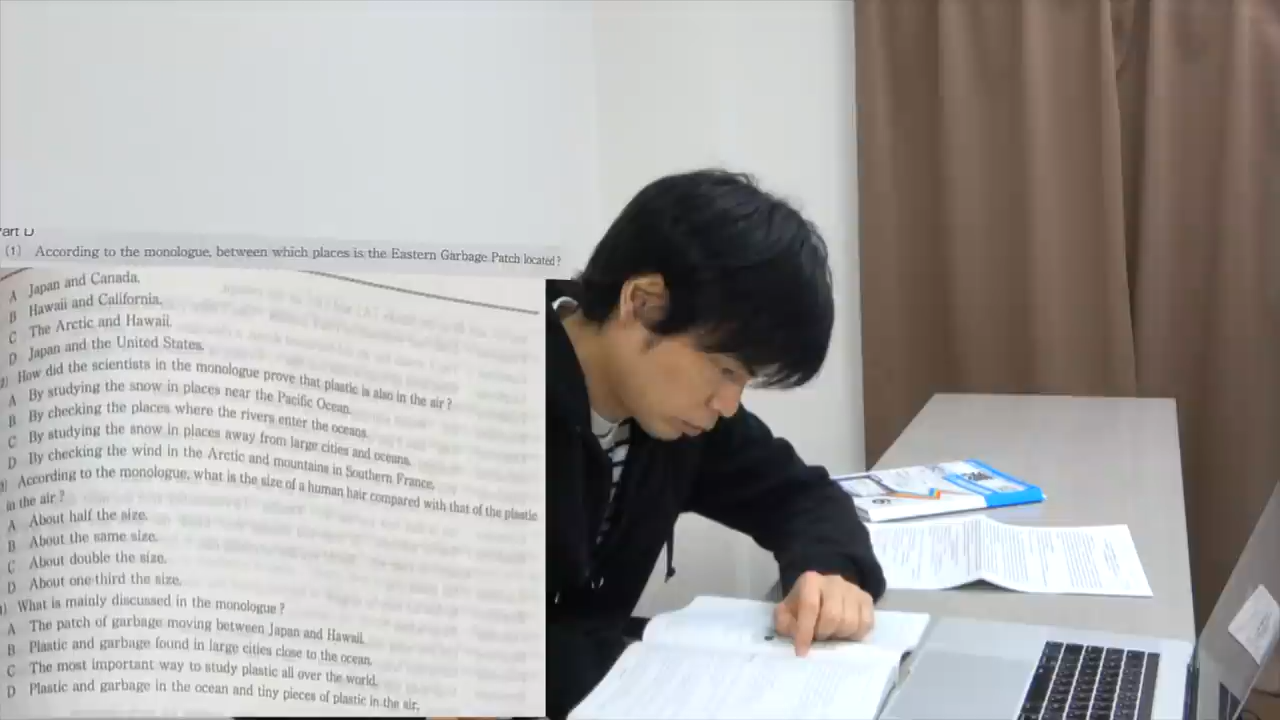 Part D
(1) According to the monologue, between which places is the Eastern Garbage Patch located?
A Japan and Canada.
B Hawaii and California.
C The Arctic and Hawaii.
D Japan and the United States.
2) How did the scientists in the monologue prove that plastic is also in the air?
A By studying the snow in places near the Pacific Ocean.
B By checking the places where the rivers enter the oceans.
C By studying the snow in places away from large cities and oceans.
D By checking the wind in the Arctic and mountains in Southern France.
3) According to the monologue, what is the size of a human hair compared with that of the plastic
in the air?
A About half the size.
B About the same size.
C About double the size.
D About one-third the size.
4) What is mainly discussed in the monologue?
A The patch of garbage moving between Japan and Hawaii.
B Plastic and garbage found in large cities close to the ocean.
C The most important way to study plastic all over the world.
D Plastic and garbage in the ocean and tiny pieces of plastic in the air.